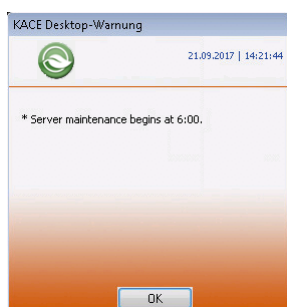 KACE Desktop-Warnung
21.09.2017 | 14:21:44
* Server maintenance begins at 6:00.
OK